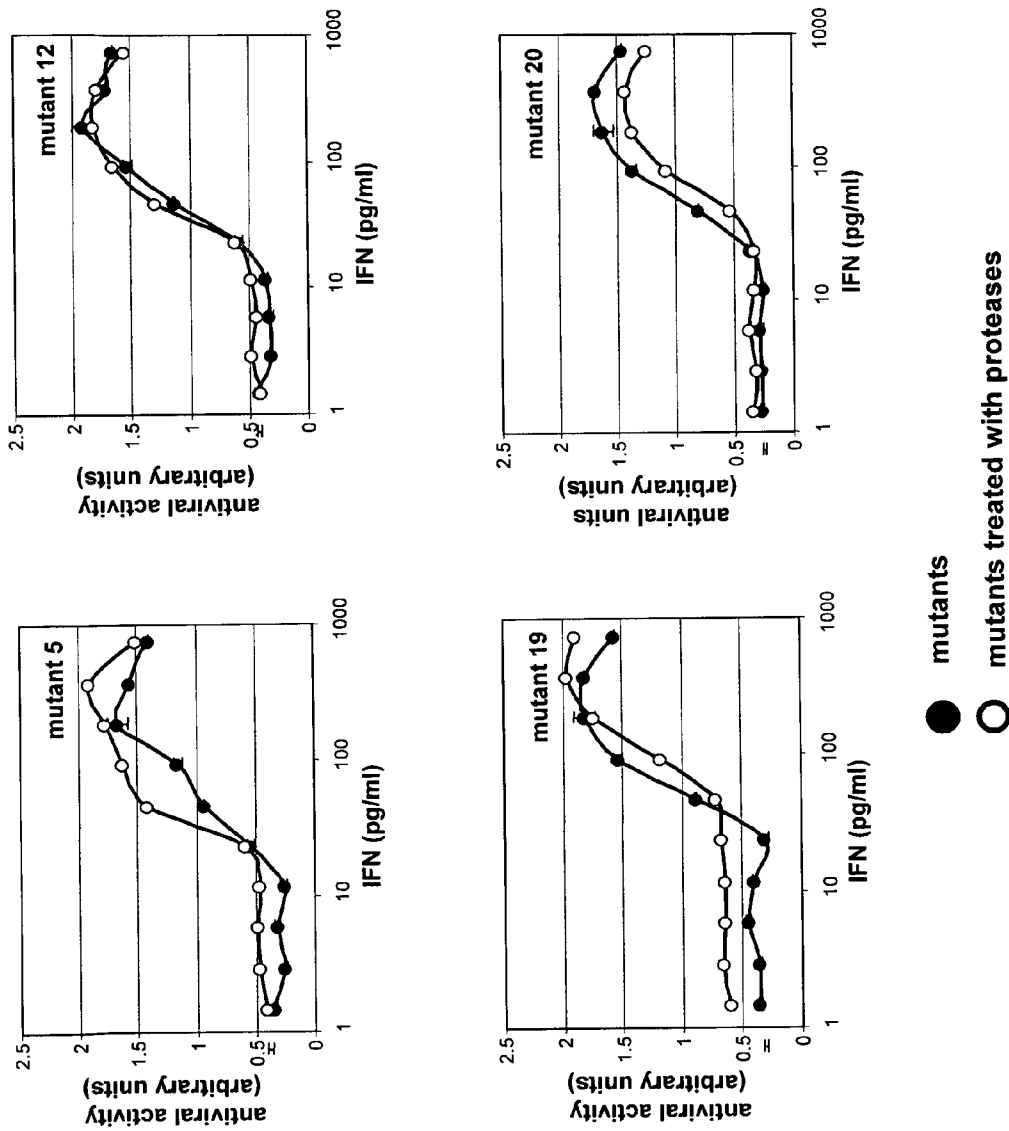 mutant 5
antiviral activity
(arbitrary units)
2.5
2
1.5
1
0.5
0
1
10
100
1000
IFN (pg/ml)
mutant 12
antiviral activity
(arbitrary units)
2.5
2
1.5
1
0.5
0
1
10
100
1000
IFN (pg/ml)
mutant 19
antiviral activity
(arbitrary units)
2.5
2
1.5
1
0.5
0
1
10
100
1000
IFN (pg/ml)
mutant 20
antiviral units
(arbitrary units)
2.5
2
1.5
1
0.5
0
1
10
100
1000
IFN (pg/ml)
mutants
mutants treated with proteases